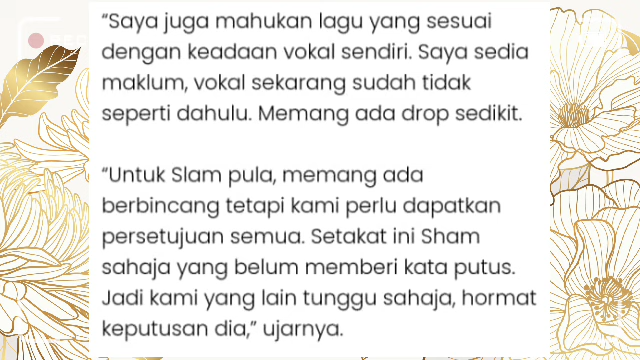 “Saya juga mahukan lagu yang sesuai
dengan keadaan vokal sendiri. Saya sedia
maklum, vokal sekarang sudah tidak
seperti dahulu. Memang ada drop sedikit.
“Untuk Slam pula, memang ada
berbincang tetapi kami perlu dapatkan
persetujuan semua. Setakat ini Sham
sahaja yang belum memberi kata putus.
Jadi kami yang lain tunggu sahaja, hormat
keputusan dia,” ujarnya.